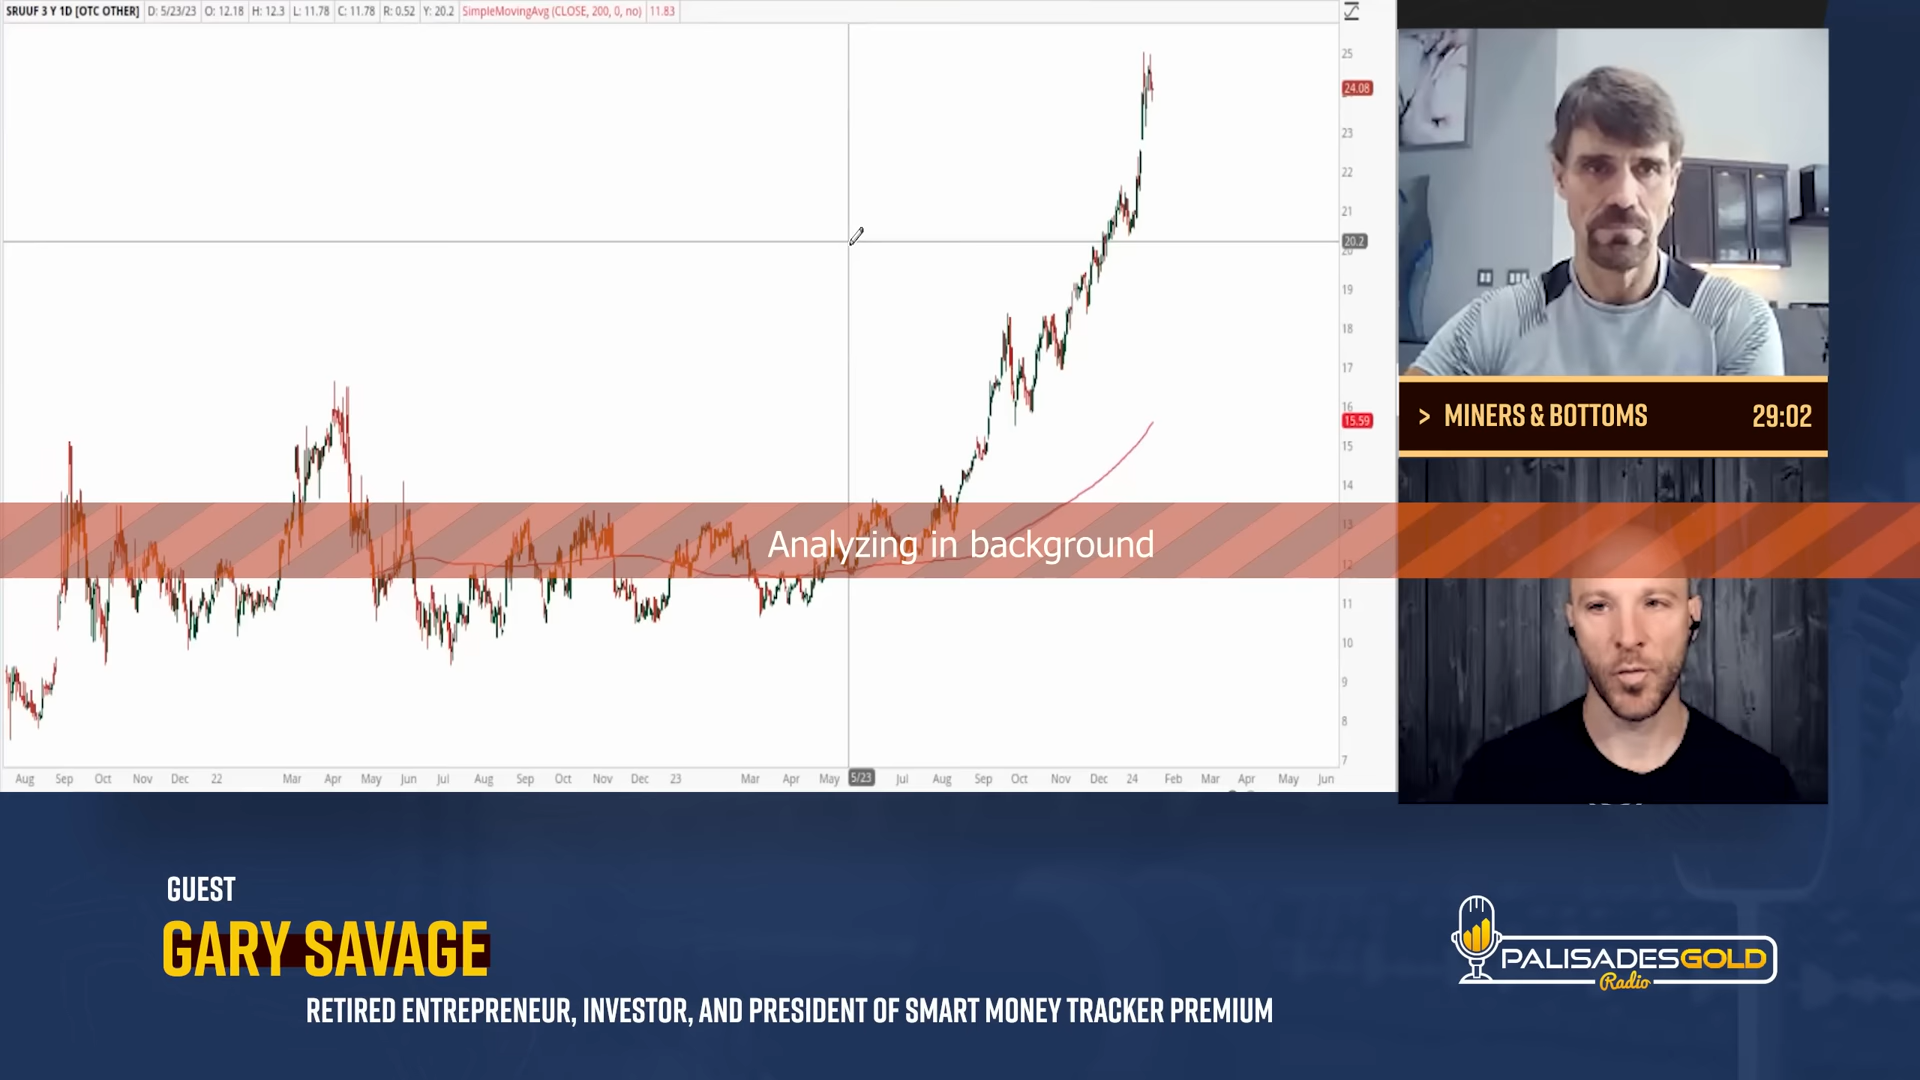 SRUUF 3 Y 1D [OTC OTHER] D: 5/23/23 O: 12.18 H: 12.3 L: 11.78 C: 11.78 R: 0.52 Y: 20.2 SimpleMovingAvg (CLOSE, 200, 0, no) 11.83
25
24.08
23
22
21
20.2
20
19
18
17
16
15.59
15
14
13
12
11
10
9
8
7
Aug Sep Oct Nov Dec 22 Mar Apr May Jun Jul Aug Sep Oct Nov Dec 23 Mar Apr May 5/23 Jul Aug Sep Oct Nov Dec 24 Feb Mar Apr May Jun
Analyzing in background
> MINERS & BOTTOMS 29:02
GUEST
GARY SAVAGE
RETIRED ENTREPRENEUR, INVESTOR, AND PRESIDENT OF SMART MONEY TRACKER PREMIUM
PALISADESGOLD
Radio